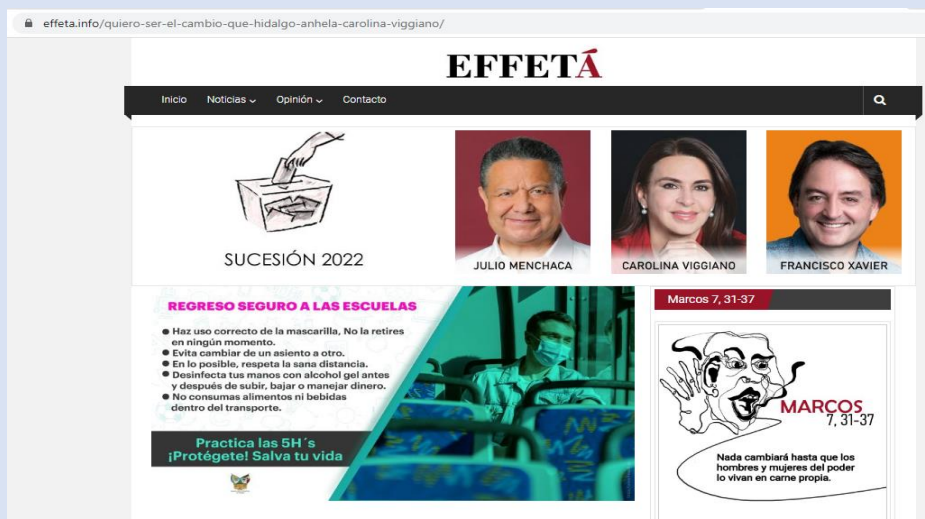 effeta.info/quiero-ser-el-cambio-que-hidalgo-anhela-carolina-viggiano/
EFFETÁ
Inicio Noticias Opinión Contacto
SUCESIÓN 2022
JULIO MENCHACA
CAROLINA VIGGIANO
FRANCISCO XAVIER
REGRESO SEGURO A LAS ESCUELAS
Haz uso correcto de la mascarilla, No la retires
en ningún momento.
Evita cambiar de un asiento a otro.
En lo posible, respeta la sana distancia.
Desinfecta tus manos con alcohol gel antes
y después de subir, bajar o manejar dinero.
No consumas alimentos ni bebidas
dentro del transporte.
Practica las 5H´s
¡Protégete! Salva tu vida
Marcos 7, 31-37
MARCOS
7, 31-37
Nada cambiará hasta que los
hombres y mujeres del poder
lo vivan en carne propia.